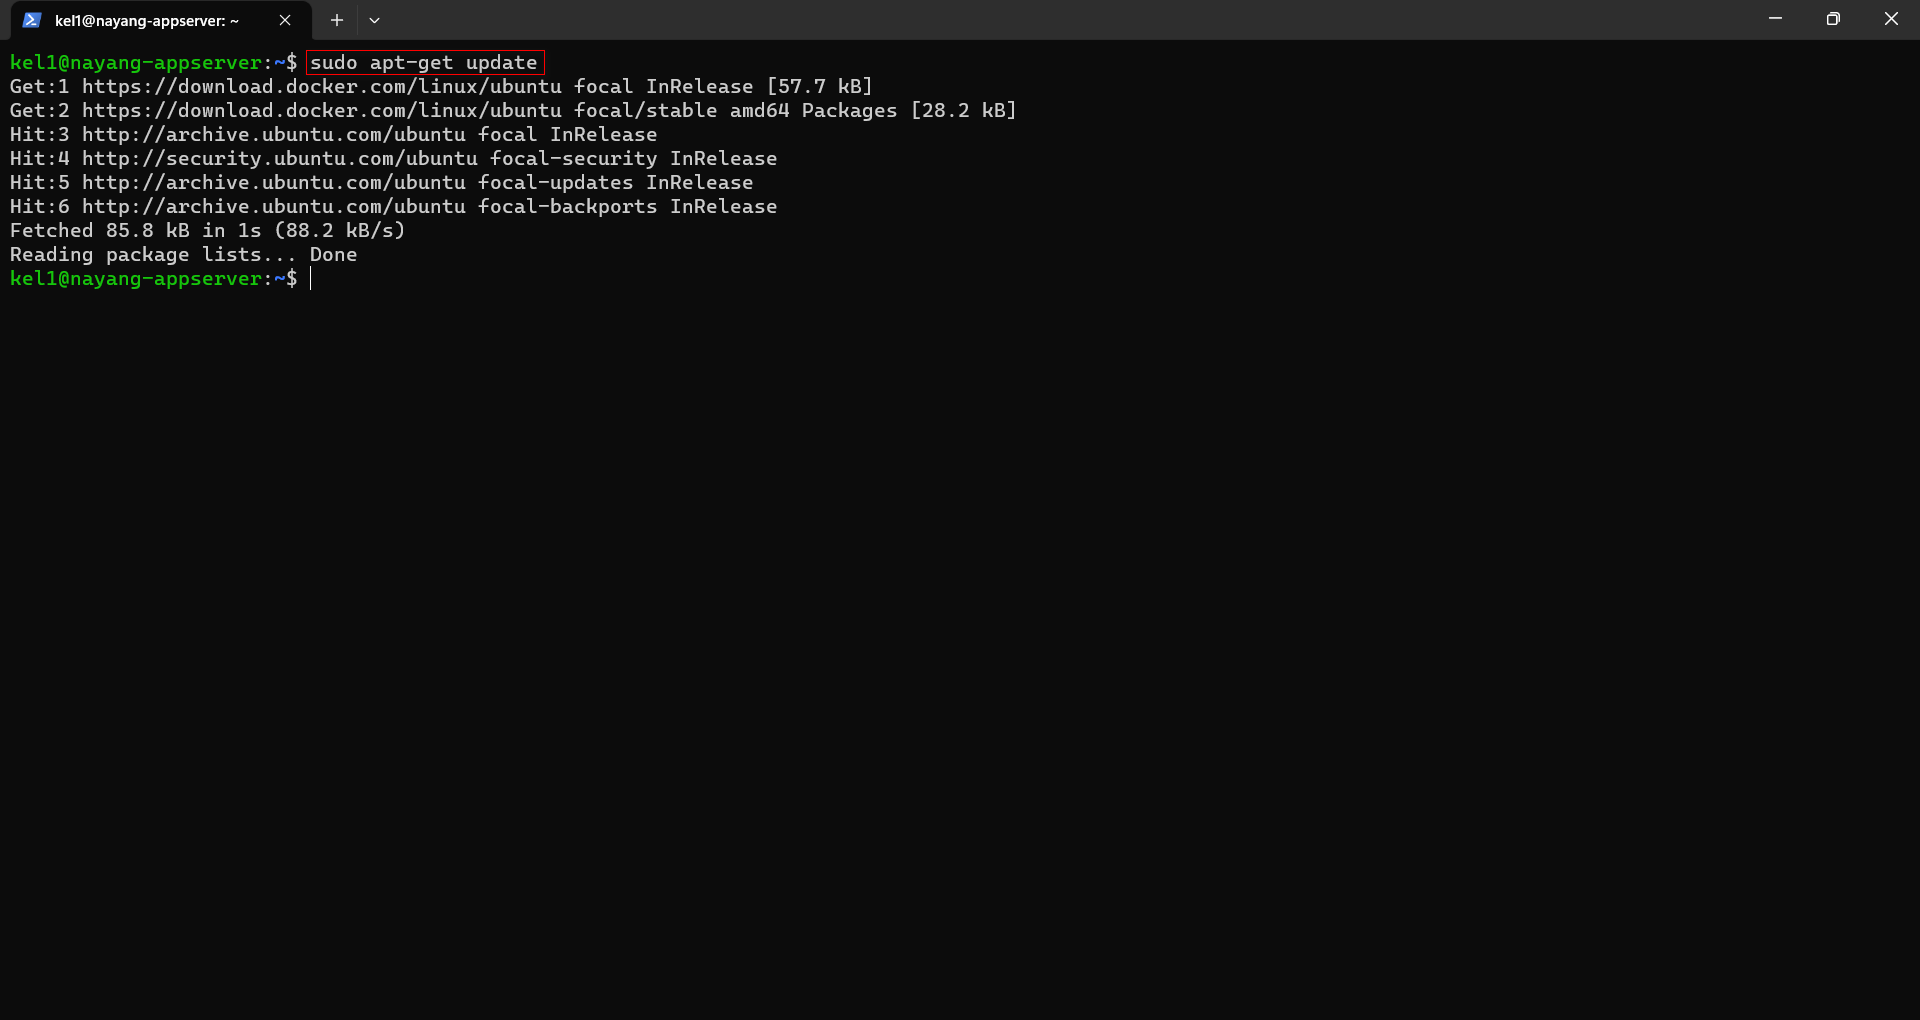 kel1@nayang-appserver: ~
kel1@nayang-appserver:~$ sudo apt-get update
Get:1 https://download.docker.com/linux/ubuntu focal InRelease [57.7 kB]
Get:2 https://download.docker.com/linux/ubuntu focal/stable amd64 Packages [28.2 kB]
Hit:3 http://archive.ubuntu.com/ubuntu focal InRelease
Hit:4 http://security.ubuntu.com/ubuntu focal-security InRelease
Hit:5 http://archive.ubuntu.com/ubuntu focal-updates InRelease
Hit:6 http://archive.ubuntu.com/ubuntu focal-backports InRelease
Fetched 85.8 kB in 1s (88.2 kB/s)
Reading package lists... Done
kel1@nayang-appserver:~$